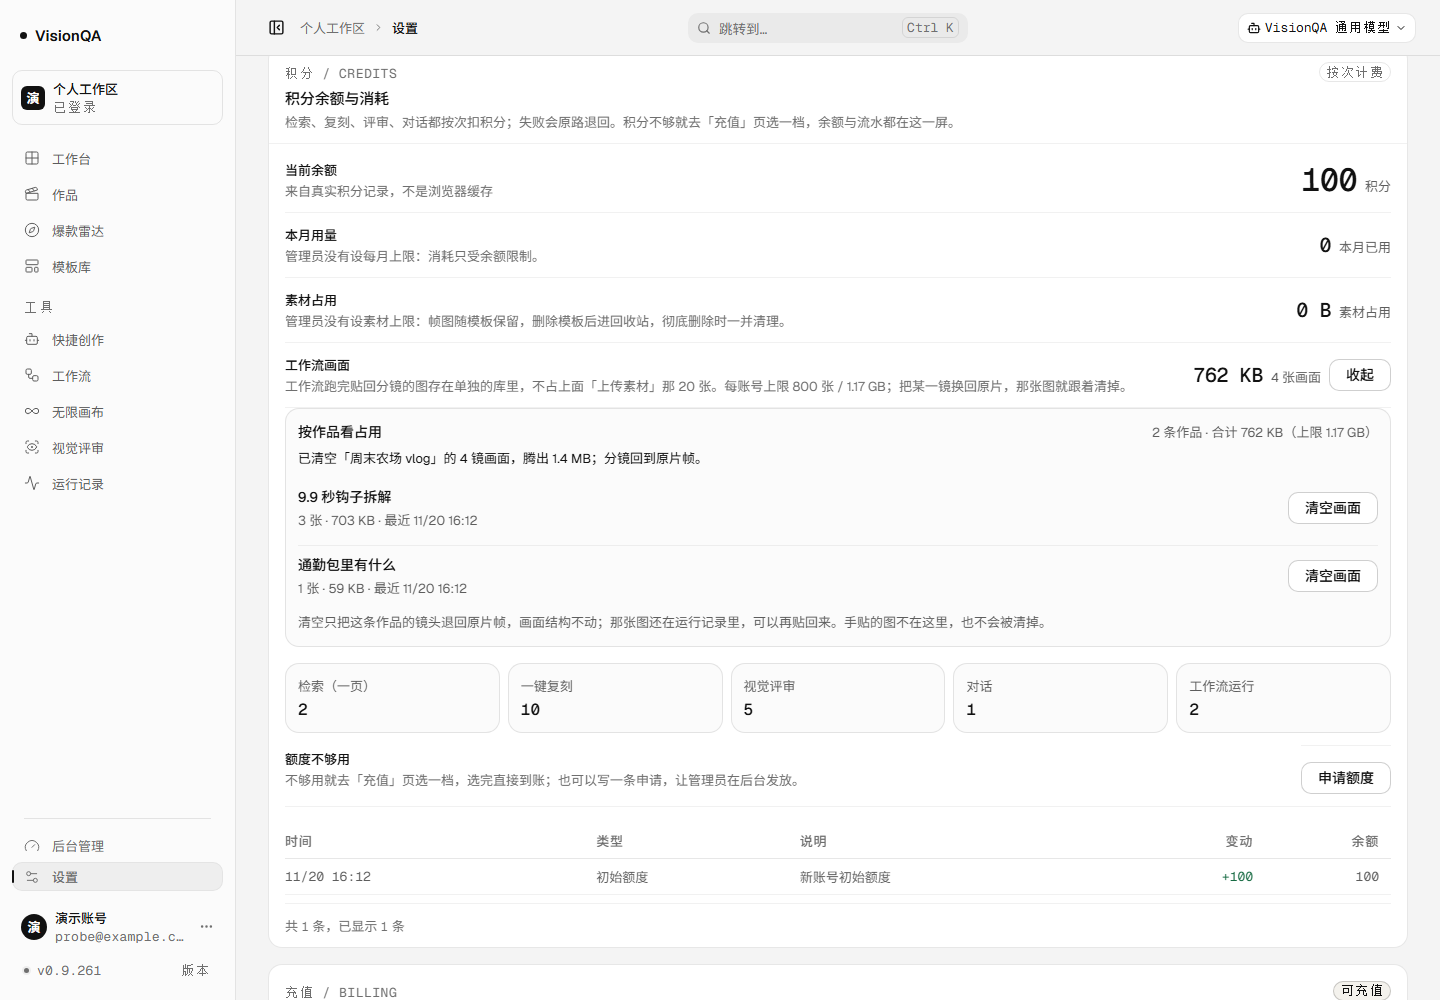 VisionQA
演
个人工作区
已登录
工作台
作品
爆款雷达
模板库
工具
快捷创作
工作流
无限画布
视觉评审
运行记录
后台管理
设置
演
演示账号
probe@example.c…
v0.9.261
版本
个人工作区
设置
跳转到…
Ctrl K
VisionQA 通用模型
积分 / CREDITS
按次计费
积分余额与消耗
检索、复刻、评审、对话都按次扣积分；失败会原路退回。积分不够就去「充值」页选一档，余额与流水都在这一屏。
当前余额
来自真实积分记录，不是浏览器缓存
100 积分
本月用量
管理员没有设每月上限：消耗只受余额限制。
0 本月已用
素材占用
管理员没有设素材上限：帧图随模板保留，删除模板后进回收站，彻底删除时一并清理。
0 B 素材占用
工作流画面
工作流跑完贴回分镜的图存在单独的库里，不占上面「上传素材」那 20 张。每账号上限 800 张 / 1.17 GB；把某一镜换回原片，那张图就跟着清掉。
762 KB 4 张画面
收起
按作品看占用
2 条作品 · 合计 762 KB（上限 1.17 GB）
已清空「周末农场 vlog」的 4 镜画面，腾出 1.4 MB；分镜回到原片帧。
9.9 秒钩子拆解
3 张 · 703 KB · 最近 11/20 16:12
清空画面
通勤包里有什么
1 张 · 59 KB · 最近 11/20 16:12
清空画面
清空只把这条作品的镜头退回原片帧，画面结构不动；那张图还在运行记录里，可以再贴回来。手贴的图不在这里，也不会被清掉。
检索（一页）
2
一键复刻
10
视觉评审
5
对话
1
工作流运行
2
额度不够用
不够用就去「充值」页选一档，选完直接到账；也可以写一条申请，让管理员在后台发放。
申请额度
时间 类型 说明 变动 余额
11/20 16:12 初始额度 新账号初始额度 +100 100
共 1 条，已显示 1 条
充值 / BILLING
可充值